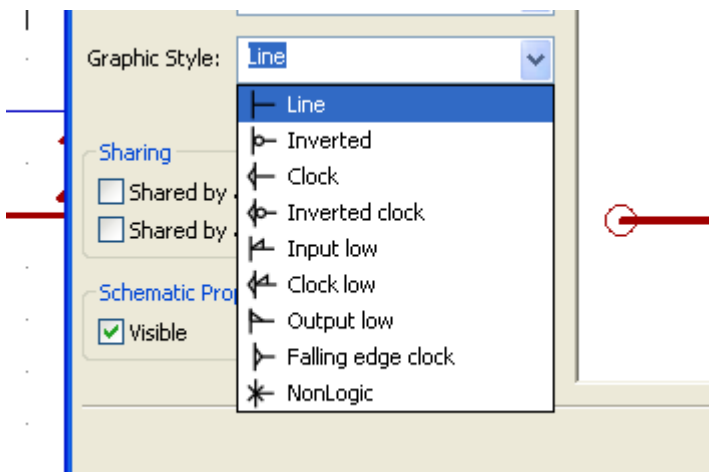 Graphic Style:
Line
Line
Inverted
Clock
Inverted clock
Input low
Clock low
Output low
Falling edge clock
NonLogic
Sharing
Shared by
Shared by
Schematic
Visible